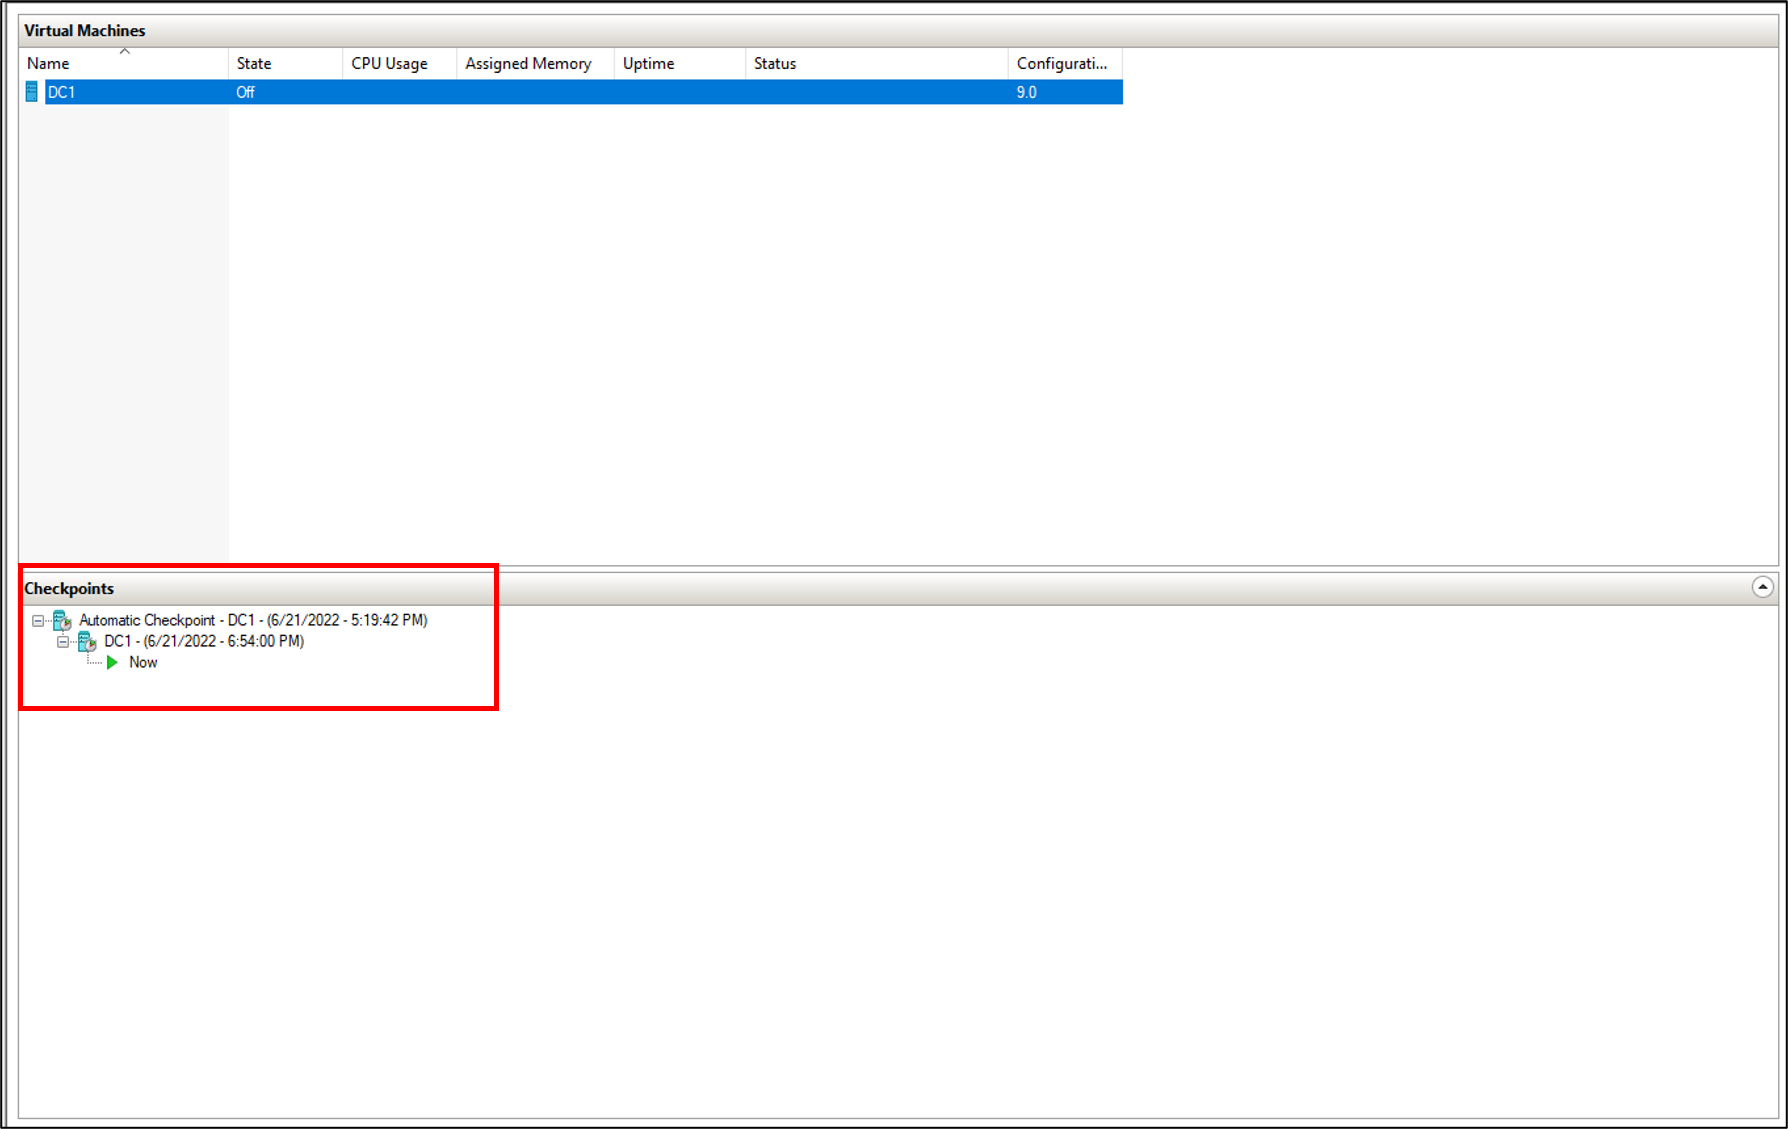 Virtual Machines
Name State CPU Usage Assigned Memory Uptime Status Configurati...
DC1 Off 9.0
Checkpoints
Automatic Checkpoint - DC1 - (6/21/2022 - 5:19:42 PM)
DC1 - (6/21/2022 - 6:54:00 PM)
Now